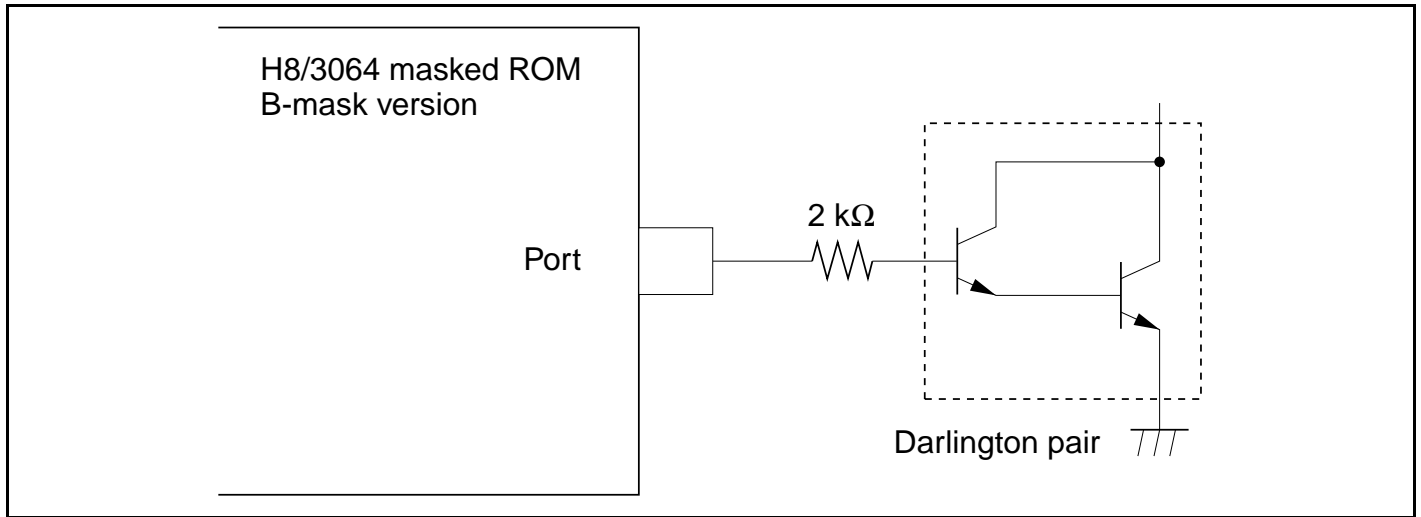 H8/3064 masked ROM
B-mask version
Port
2 kΩ
Darlington pair